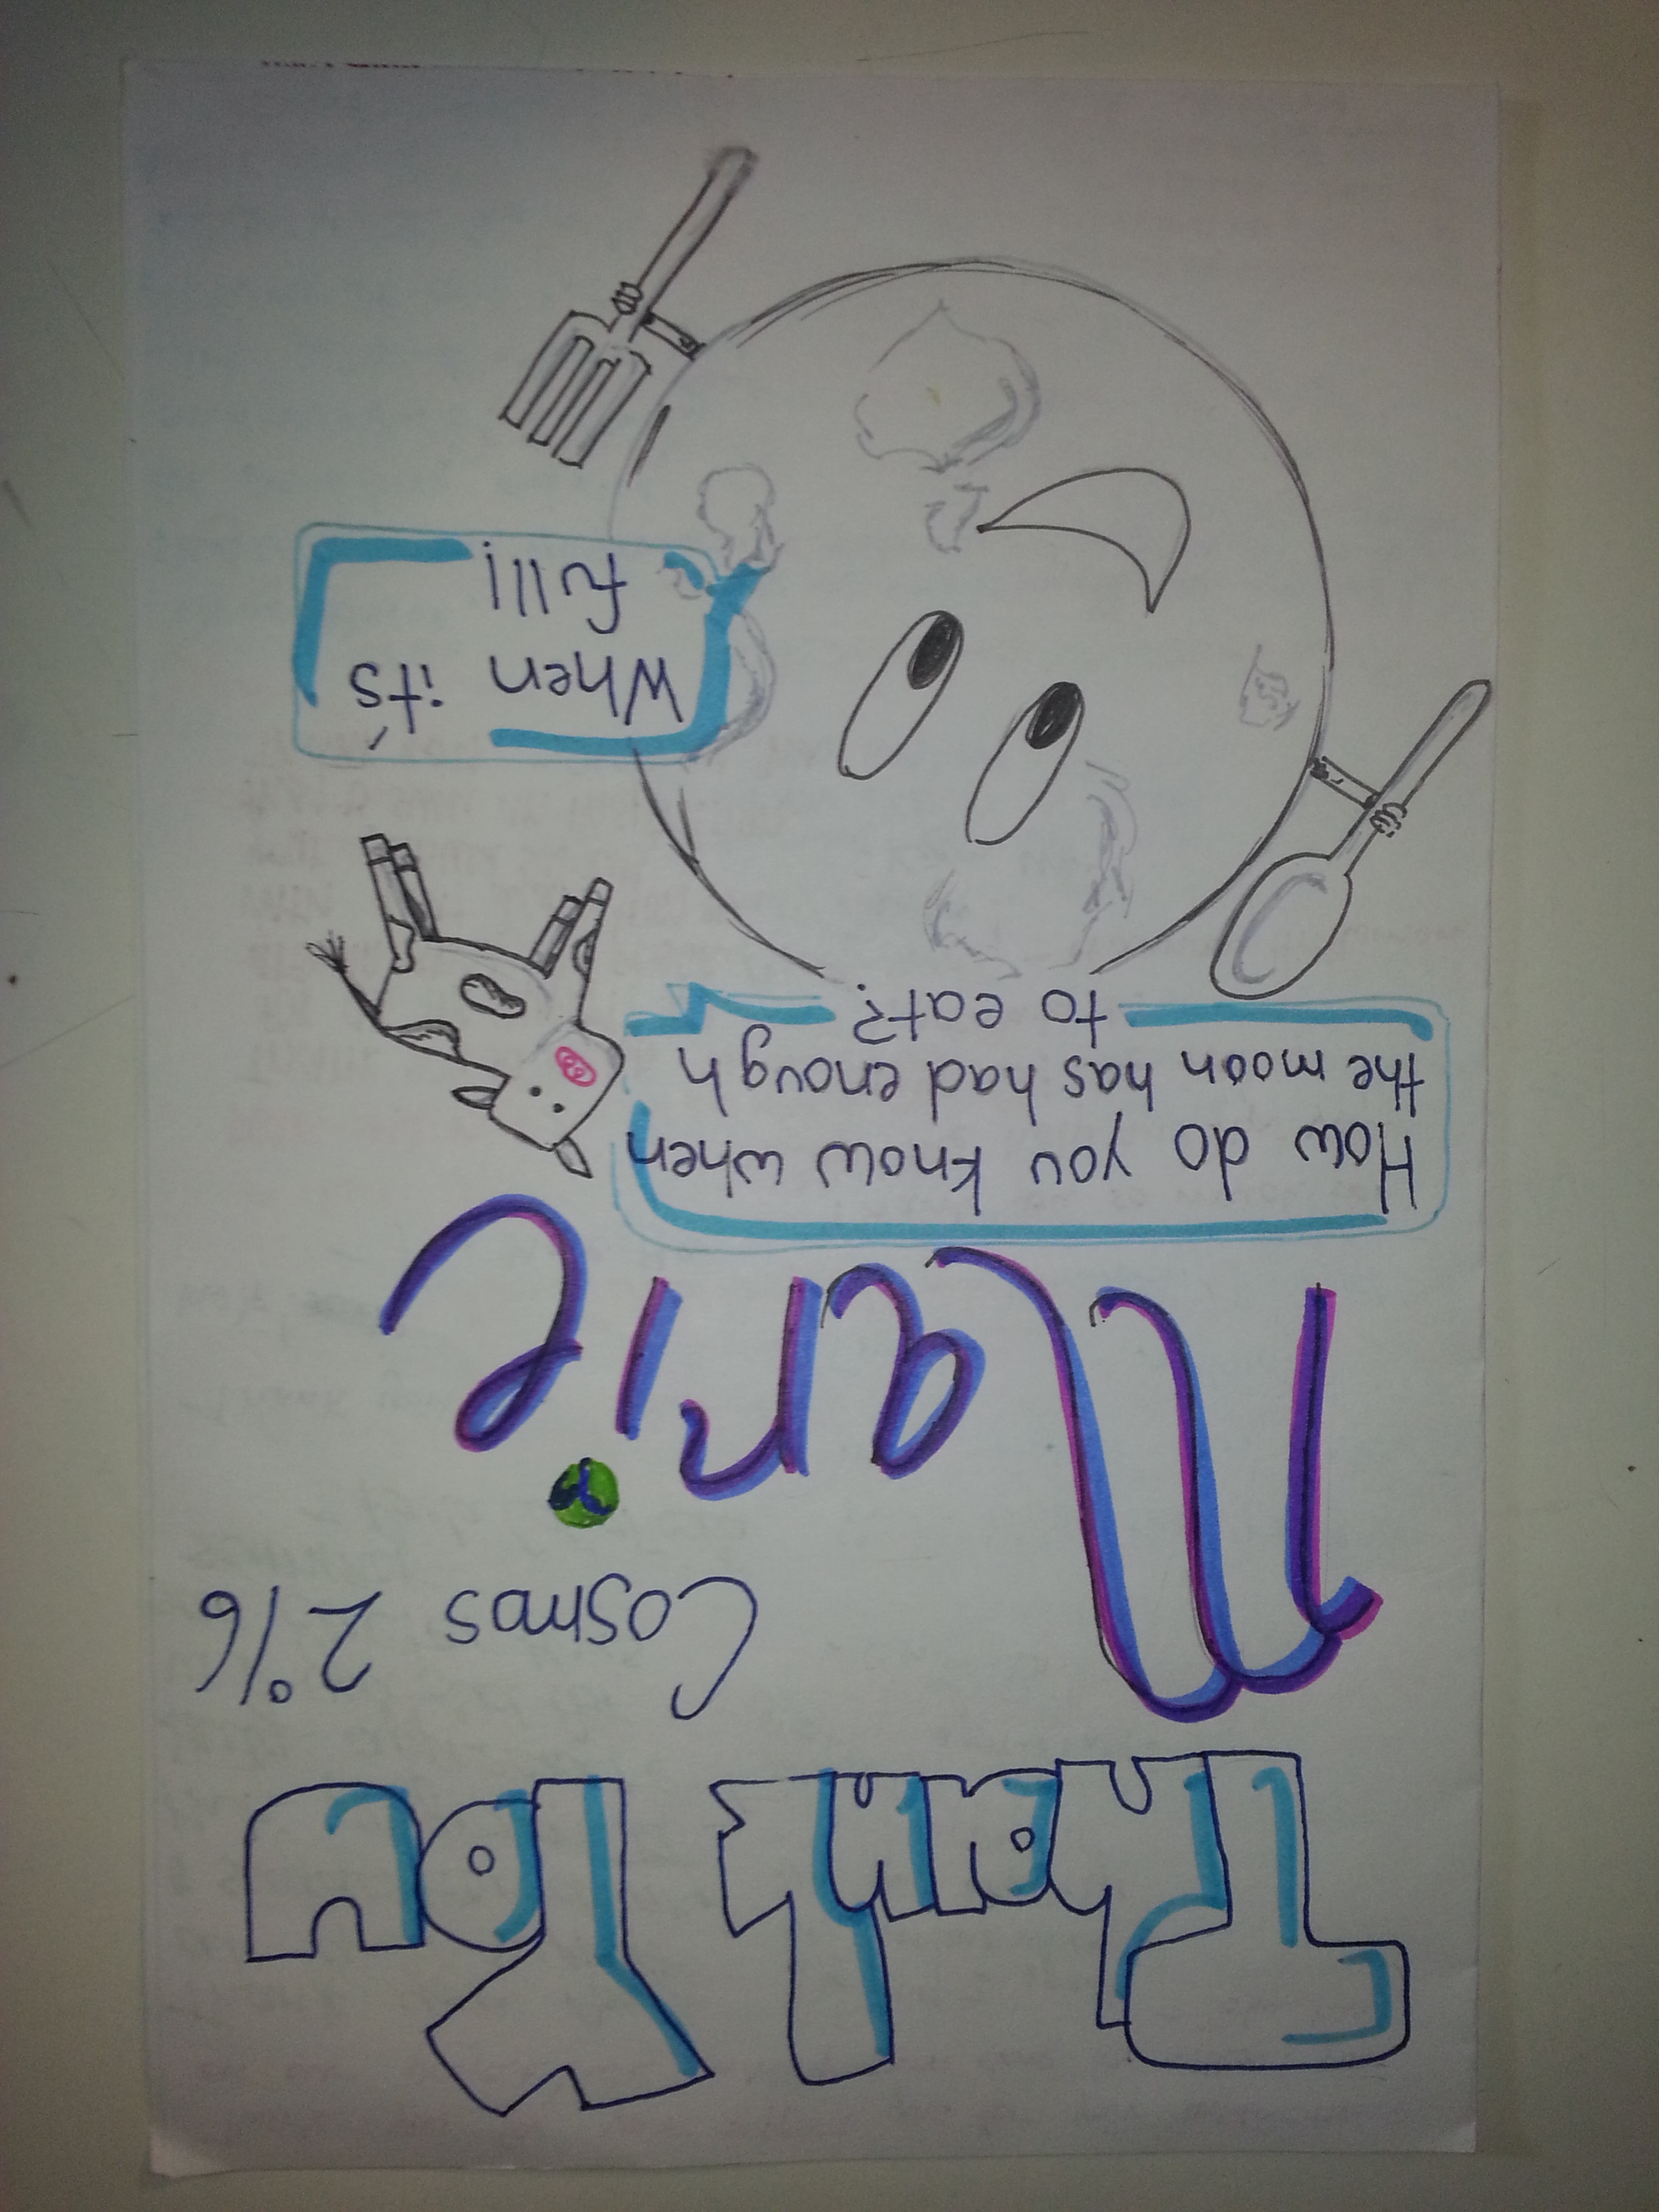 Thank You
Cosmos 2%
Marie
How do you know when
the moon has had enough
to eat?
When it's
full!